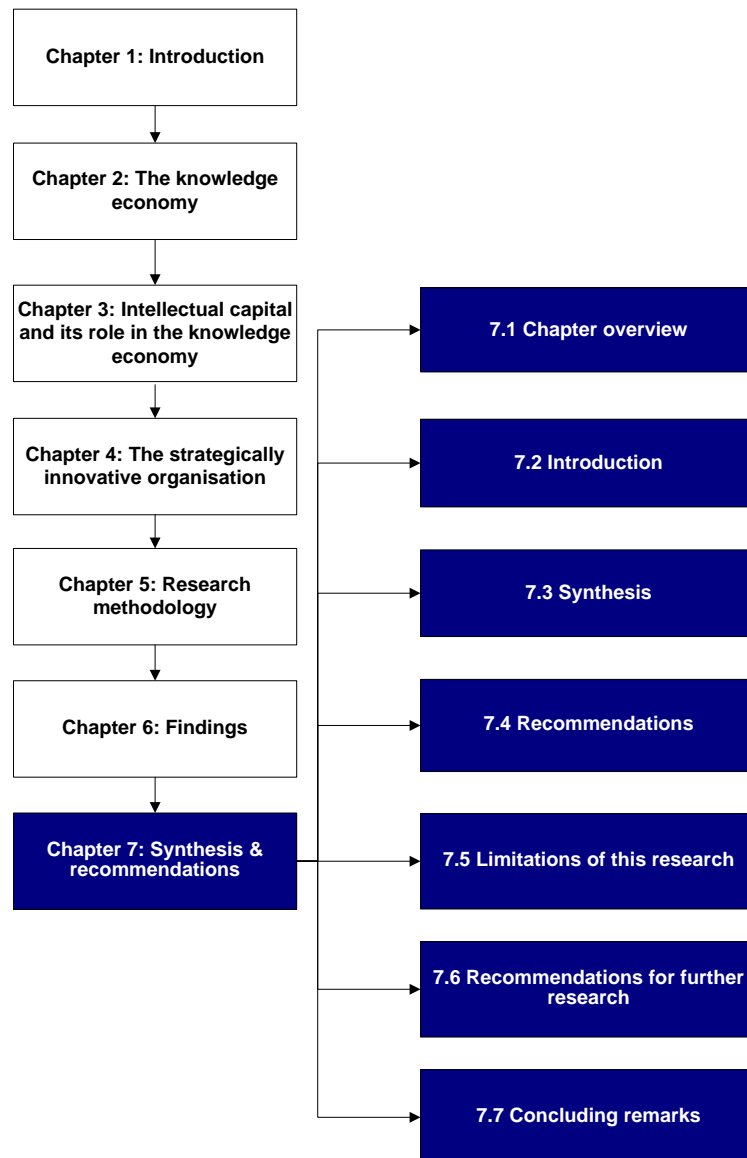 Chapter 1: Introduction
Chapter 2: The knowledge
economy
Chapter 3: Intellectual capital
and its role in the knowledge
economy
Chapter 4: The strategically
innovative organisation
Chapter 5: Research
methodology
Chapter 6: Findings
Chapter 7: Synthesis &
recommendations
7.1 Chapter overview
7.2 Introduction
7.3 Synthesis
7.4 Recommendations
7.5 Limitations of this research
7.6 Recommendations for further
research
7.7 Concluding remarks